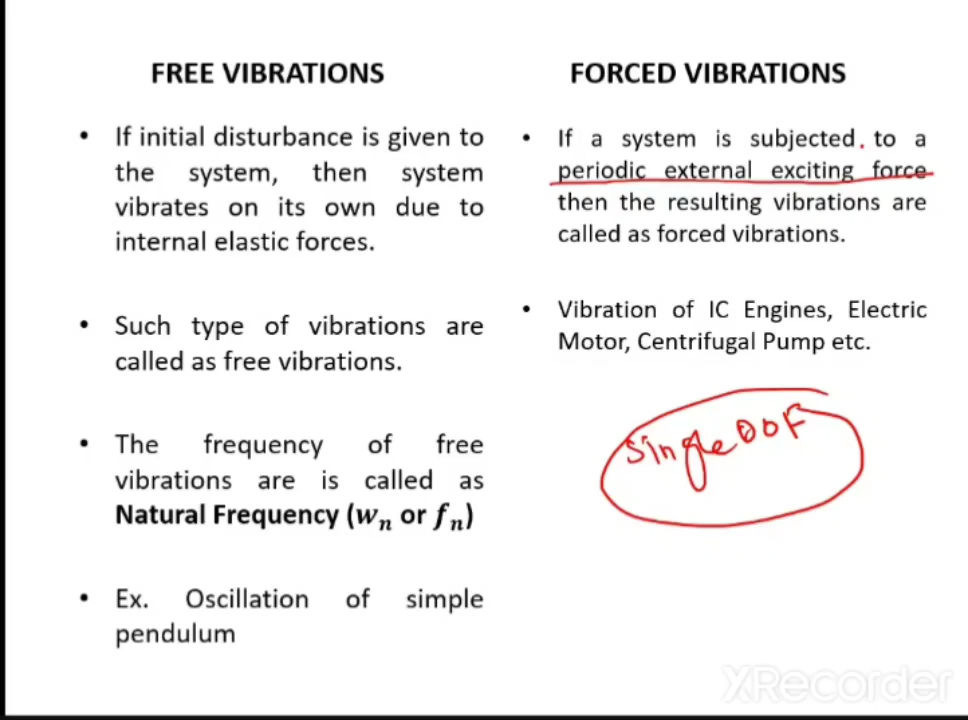 FREE VIBRATIONS
• If initial disturbance is given to
the system, then system
vibrates on its own due to
internal elastic forces.
• Such type of vibrations are
called as free vibrations.
• The frequency of free
vibrations are is called as
Natural Frequency (wₙ or fₙ)
• Ex. Oscillation of simple
pendulum
FORCED VIBRATIONS
• If a system is subjected. to a
periodic external exciting force
then the resulting vibrations are
called as forced vibrations.
• Vibration of IC Engines, Electric
Motor, Centrifugal Pump etc.
Single DOF
XRecorder